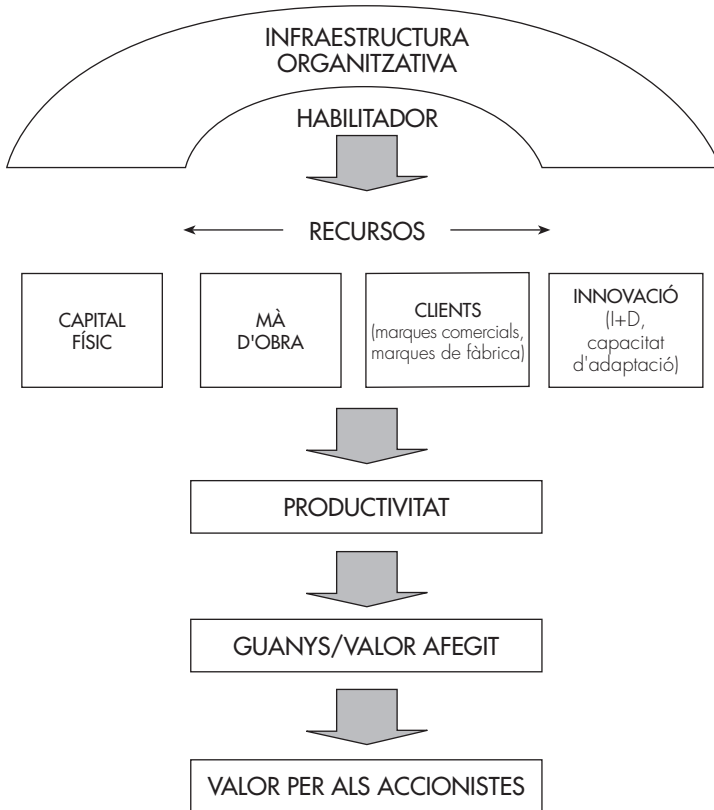 INFRAESTRUCTURA
ORGANITZATIVA
HABILITADOR
RECURSOS
CAPITAL
FÍSIC
MÀ
D'OBRA
CLIENTS
(marques comercials,
marques de fàbrica)
INNOVACIÓ
(I+D,
capacitat
d'adaptació)
PRODUCTIVITAT
GUANYS/VALOR AFEGIT
VALOR PER ALS ACCIONISTES